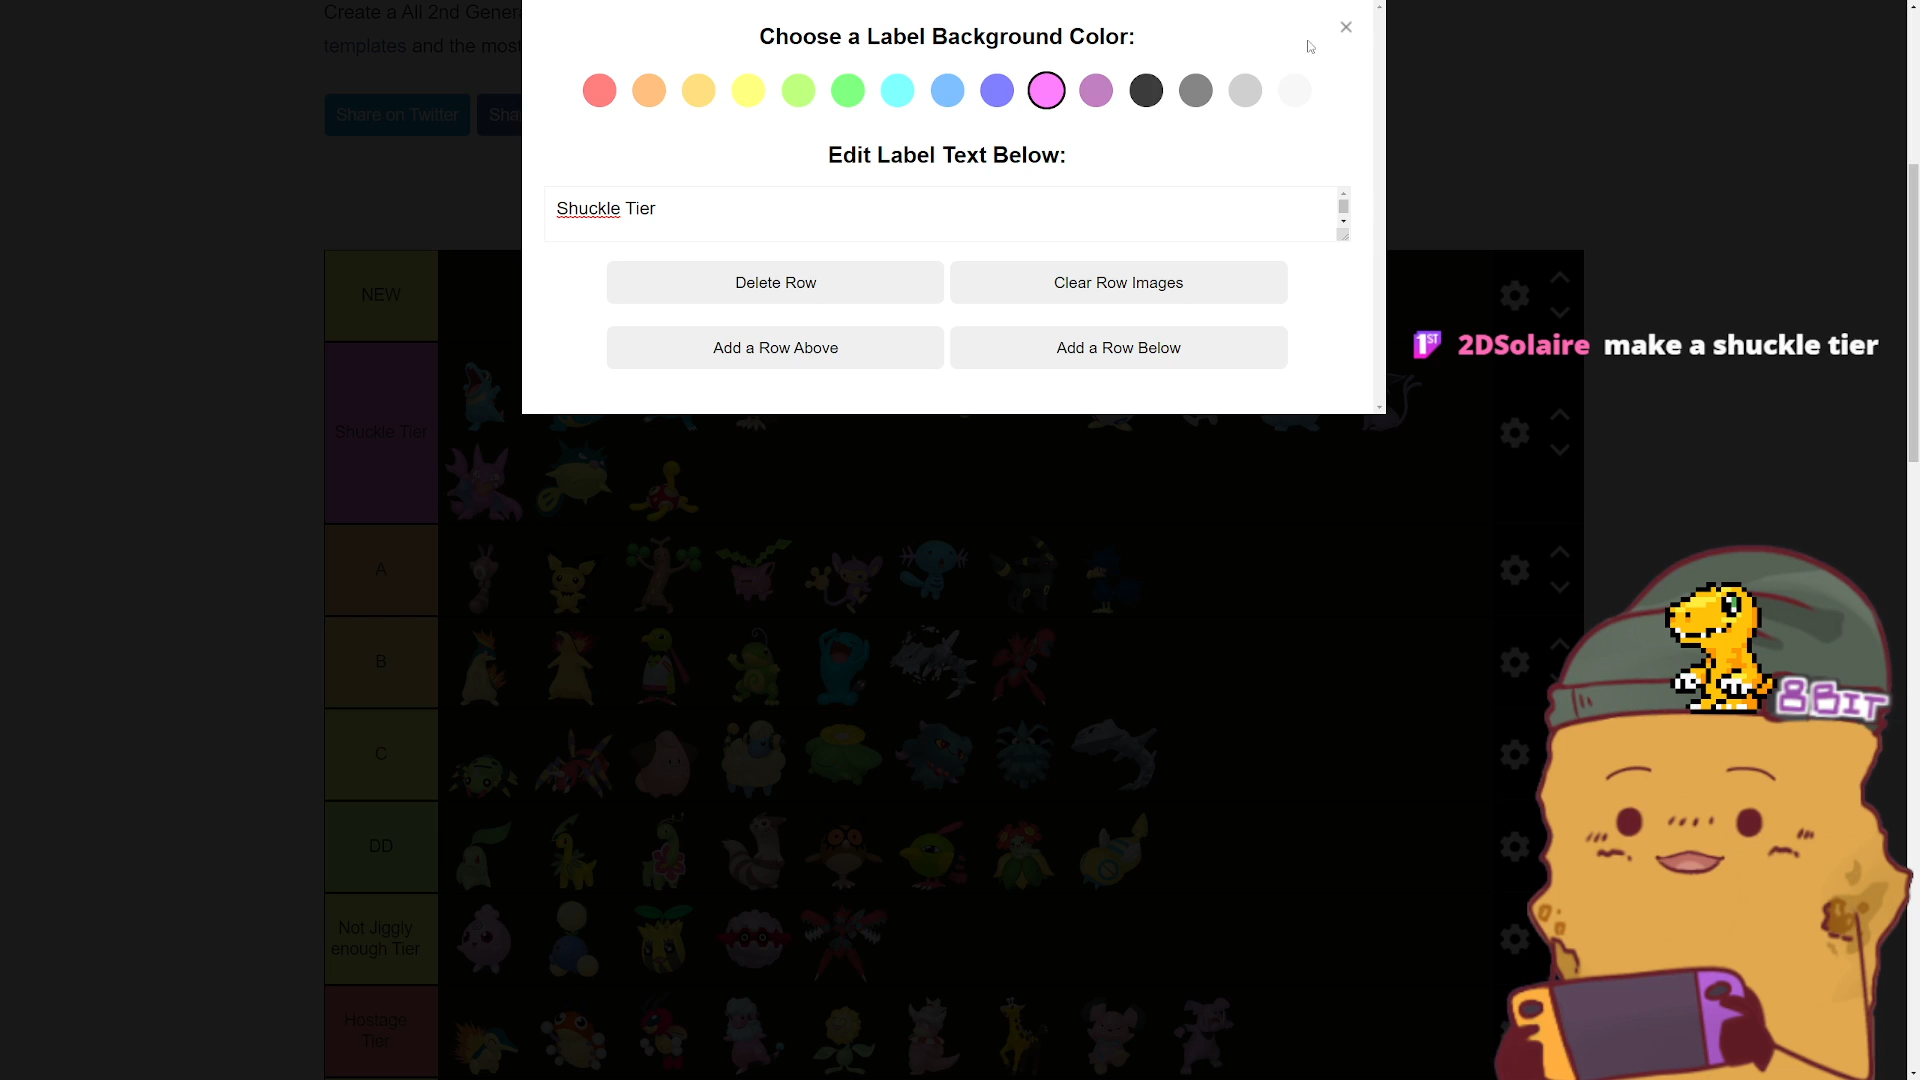 Create a All 2nd Gener
templates and the most
Share on Twitter
Sha
Choose a Label Background Color:
Edit Label Text Below:
Shuckle Tier
Delete Row
Clear Row Images
Add a Row Above
Add a Row Below
NEW
1ST 2DSolaire make a shuckle tier
Shuckle Tier
A
B
8BIT
C
DD
Not Jiggly
enough Tier
Hostage
Tier